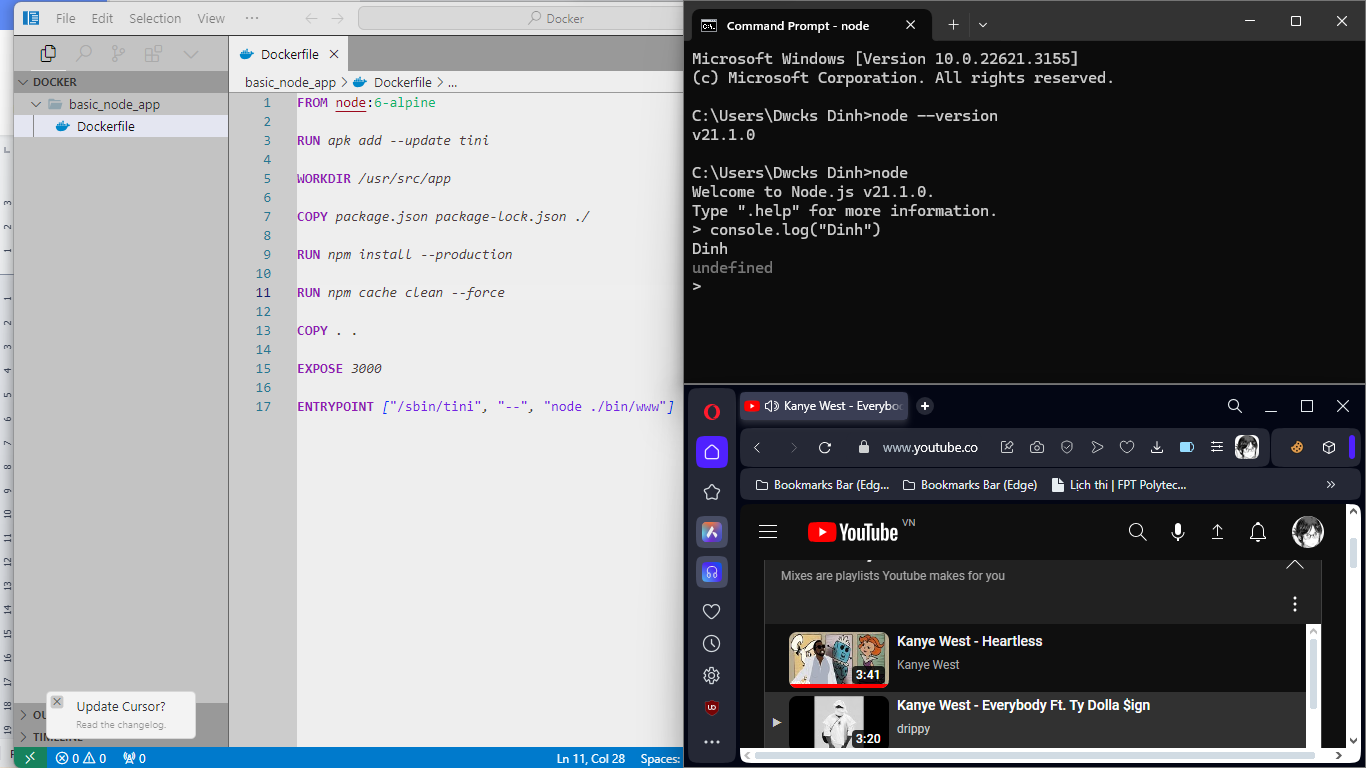 File Edit Selection View ··· Docker
DOCKER
basic_node_app
Dockerfile
Update Cursor?
Read the changelog.
OU
TIMELINE
0 0 0
Ln 11, Col 28 Spaces:
Dockerfile
basic_node_app > Dockerfile > ...
1 FROM node:6-alpine
2
3 RUN apk add --update tini
4
5 WORKDIR /usr/src/app
6
7 COPY package.json package-lock.json ./
8
9 RUN npm install --production
10
11 RUN npm cache clean --force
12
13 COPY . .
14
15 EXPOSE 3000
16
17 ENTRYPOINT ["/sbin/tini", "--", "node ./bin/www"]
Command Prompt - node
Microsoft Windows [Version 10.0.22621.3155]
(c) Microsoft Corporation. All rights reserved.
C:\Users\Dwcks Dinh>node --version
v21.1.0
C:\Users\Dwcks Dinh>node
Welcome to Node.js v21.1.0.
Type ".help" for more information.
> console.log("Dinh")
Dinh
undefined
>
Kanye West - Everybo
www.youtube.co
Bookmarks Bar (Edg... Bookmarks Bar (Edge) Lịch thi | FPT Polytec... »
YouTube VN
Mixes are playlists Youtube makes for you
Kanye West - Heartless
Kanye West
3:41
Kanye West - Everybody Ft. Ty Dolla $ign
drippy
3:20